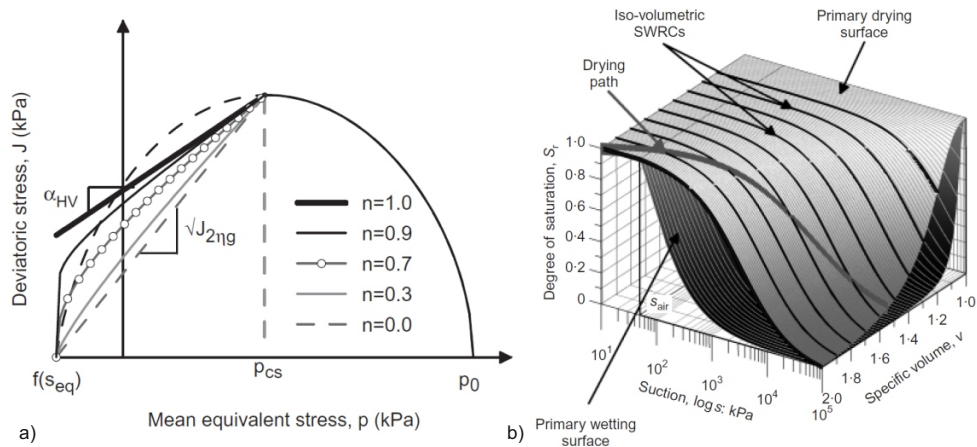 Deviatoric stress, J (kPa)
α_HV
√J_2ηg
n=1.0
n=0.9
n=0.7
n=0.3
n=0.0
f(s_eq)
p_cs
p_0
Mean equivalent stress, p (kPa)
a)
Iso-volumetric
SWRCs
Primary drying
surface
Drying
path
Degree of saturation, S_r
1·0
0·8
0·6
0·4
0·2
0
s_air
10^1
10^2
10^3
10^4
10^5
Suction, log s: kPa
1·0
1·2
1·4
1·6
1·8
2·0
Specific volume, v
Primary wetting
surface
b)